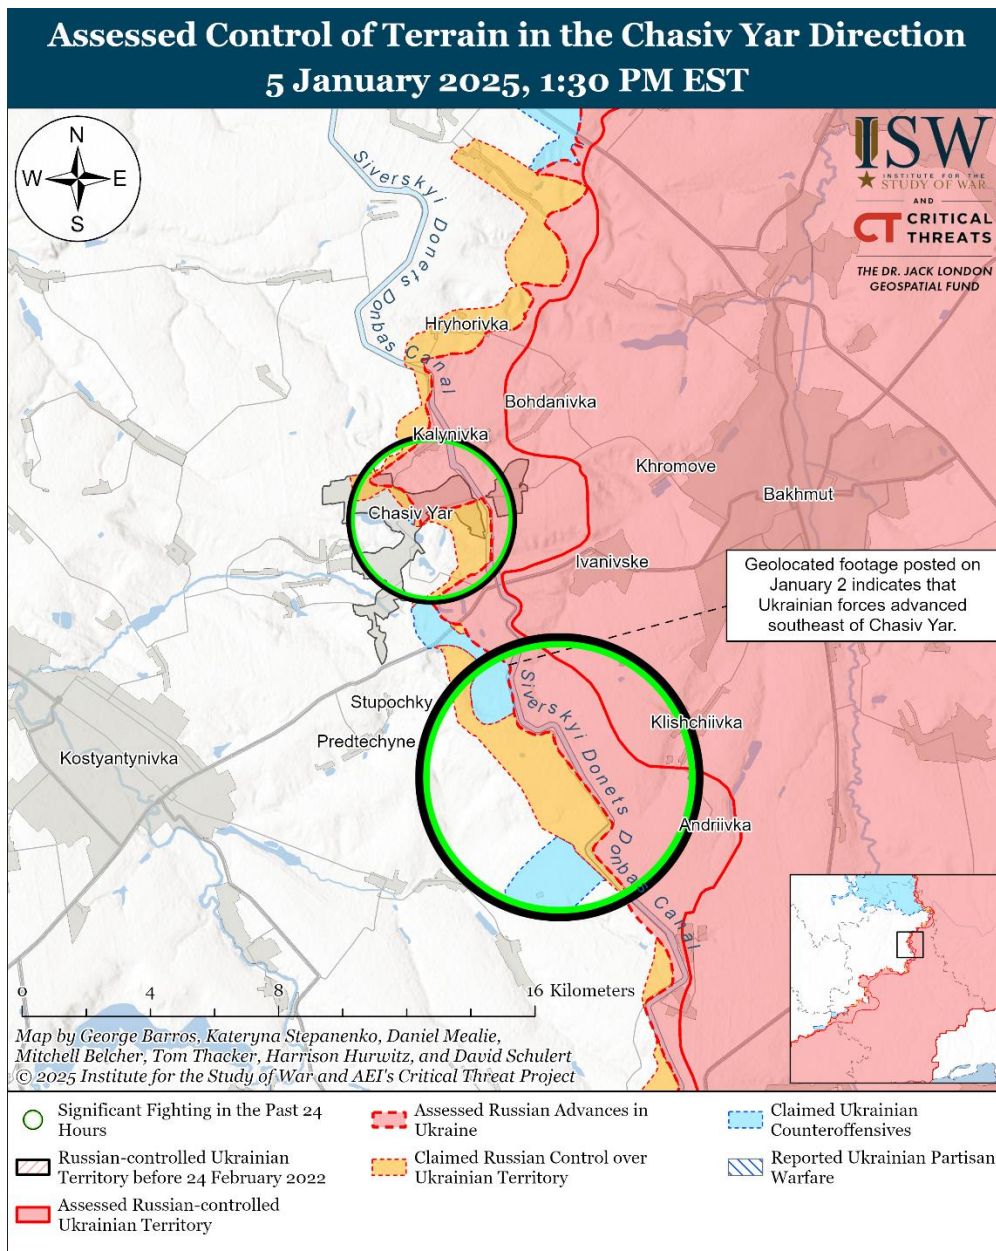 Assessed Control of Terrain in the Chasiv Yar Direction
5 January 2025, 1:30 PM EST
N
W E
S
ISW
INSTITUTE FOR THE
STUDY OF WAR
AND
CT CRITICAL
THREATS
THE DR. JACK LONDON
GEOSPATIAL FUND
Siverskyi Donets Donbas Canal
Hryhorivka
Bohdanivka
Kalynivka
Khromove
Bakhmut
Chasiv Yar
Ivanivske
Geolocated footage posted on
January 2 indicates that
Ukrainian forces advanced
southeast of Chasiv Yar.
Siverskyi Donets Donbas Canal
Stupochky
Klishchiivka
Predtechyne
Kostyantynivka
Andriivka
0 4 8 16 Kilometers
Map by George Barros, Kateryna Stepanenko, Daniel Mealie,
Mitchell Belcher, Tom Thacker, Harrison Hurwitz, and David Schulert
© 2025 Institute for the Study of War and AEI's Critical Threat Project
Significant Fighting in the Past 24
Hours
Russian-controlled Ukrainian
Territory before 24 February 2022
Assessed Russian-controlled
Ukrainian Territory
Assessed Russian Advances in
Ukraine
Claimed Russian Control over
Ukrainian Territory
Claimed Ukrainian
Counteroffensives
Reported Ukrainian Partisan
Warfare